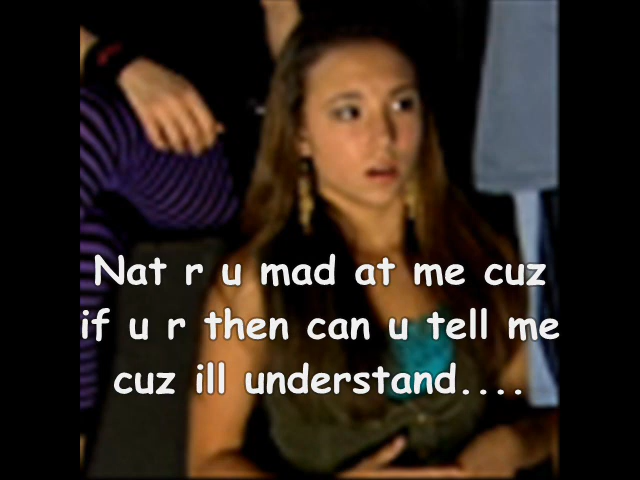 Nat r u mad at me cuz
if u r then can u tell me
cuz ill understand....